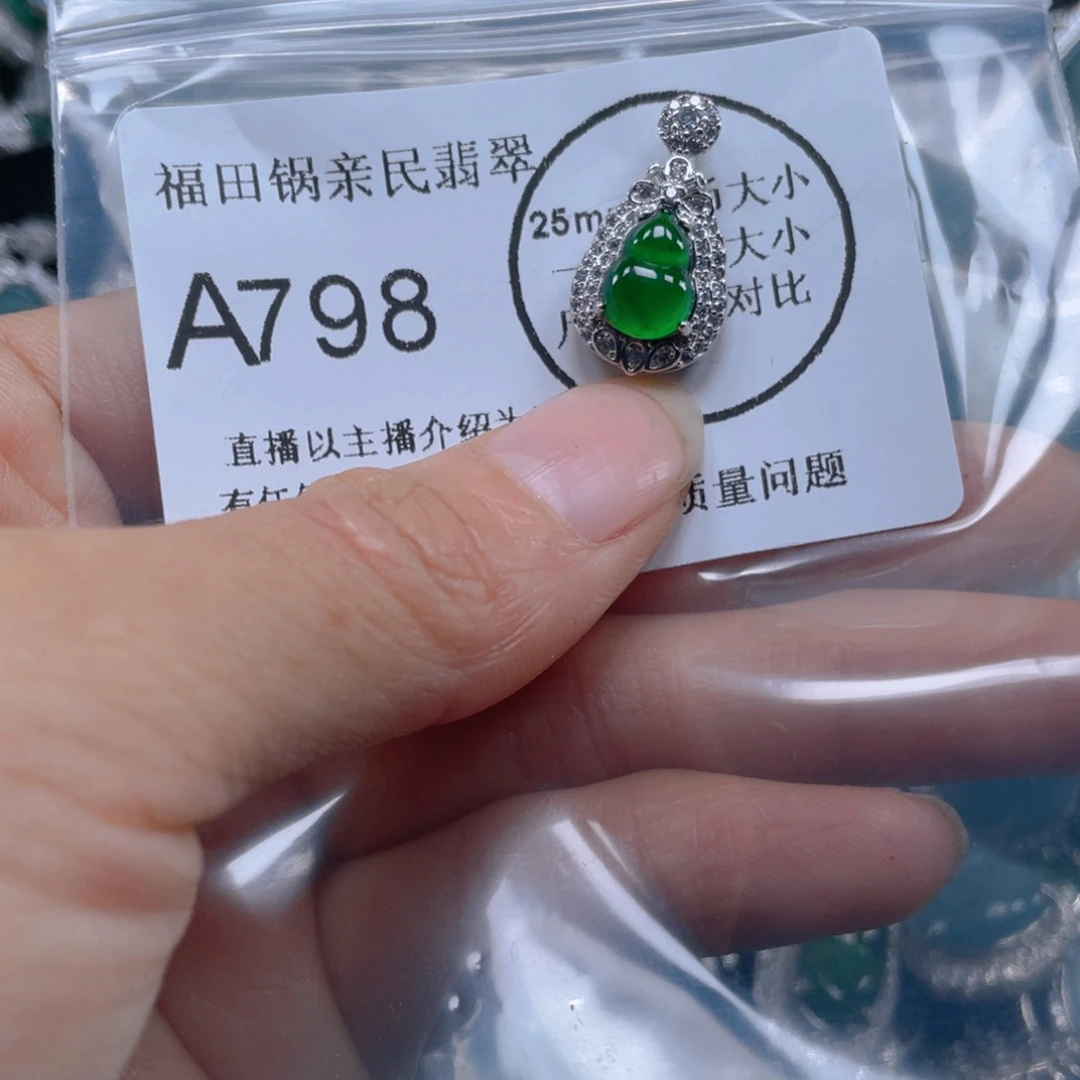 福田锅亲民翡翠
25m
大小
大小
对比
A798
直播以主播介绍为
质量问题